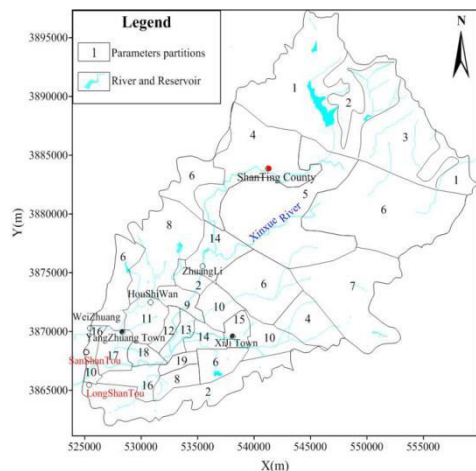 Legend
1 Parameters partitions
River and Reservoir
N
3895000
3890000
3885000
3880000
3875000
3870000
3865000
Y(m)
1
2
3
4
1
6
ShanTing County
5
6
Xinxue River
8
14
6
ZhuangLi
2
6
7
HouShiWan
9
10
4
WeiZhuang
11
15
16
YangZhuang Town
12
13
14
XiJi Town
10
SanShanTou
17
18
19
6
10
16
8
LongShanTou
2
525000 530000 535000 540000 545000 550000 555000
X(m)